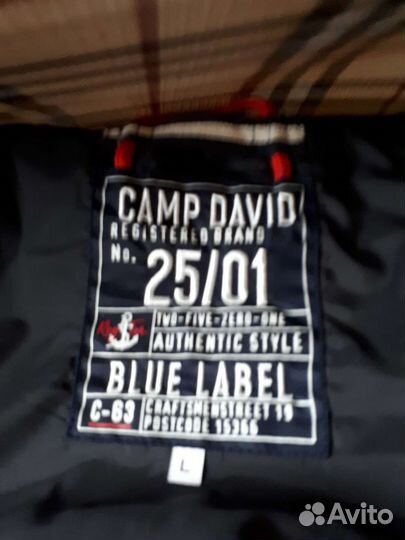 CAMP DAVID
REGISTERED BRAND
No. 25/01
TWO-FIVE-ZERO-ONE
AUTHENTIC STYLE
BLUE LABEL
C-63 CRAFTSMENSTREET 19
POSTCODE 15366
L
Avito